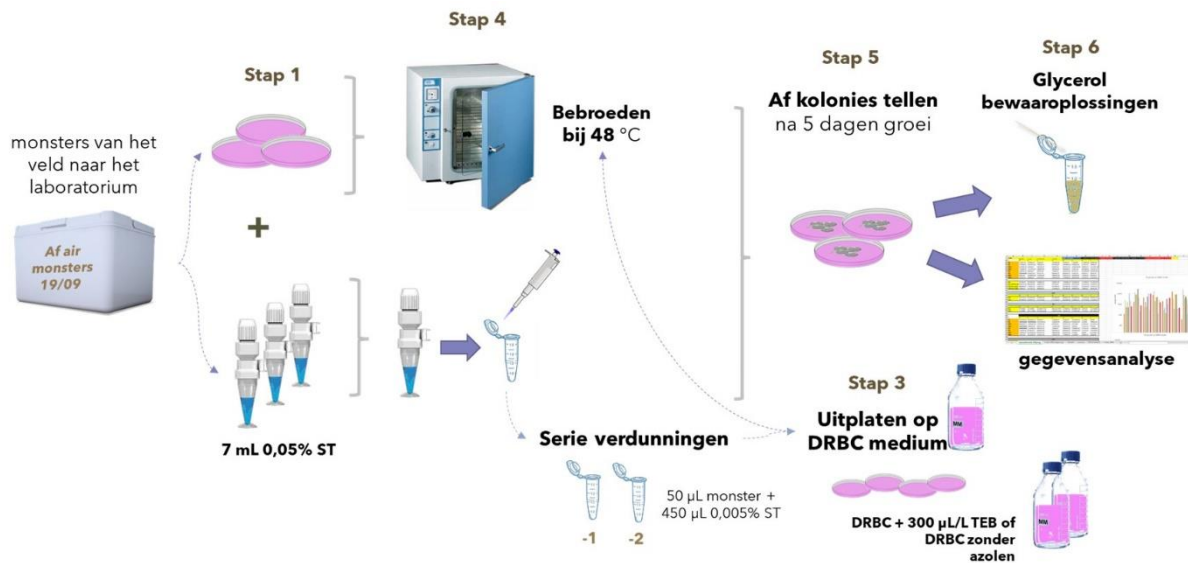 monsters van het
veld naar het
laboratorium
Af air
monsters
19/09
Stap 1
+
7 mL 0,05% ST
Stap 4
Bebroeden
bij 48 °C
Serie verdunningen
-1
-2
50 µL monster +
450 µL 0,005% ST
Stap 3
Uitplaten op
DRBC medium
MM
MM
DRBC + 300 µL/L TEB of
DRBC zonder
azolen
Stap 5
Af kolonies tellen
na 5 dagen groei
Stap 6
Glycerol
bewaaroplossingen
gegevensanalyse